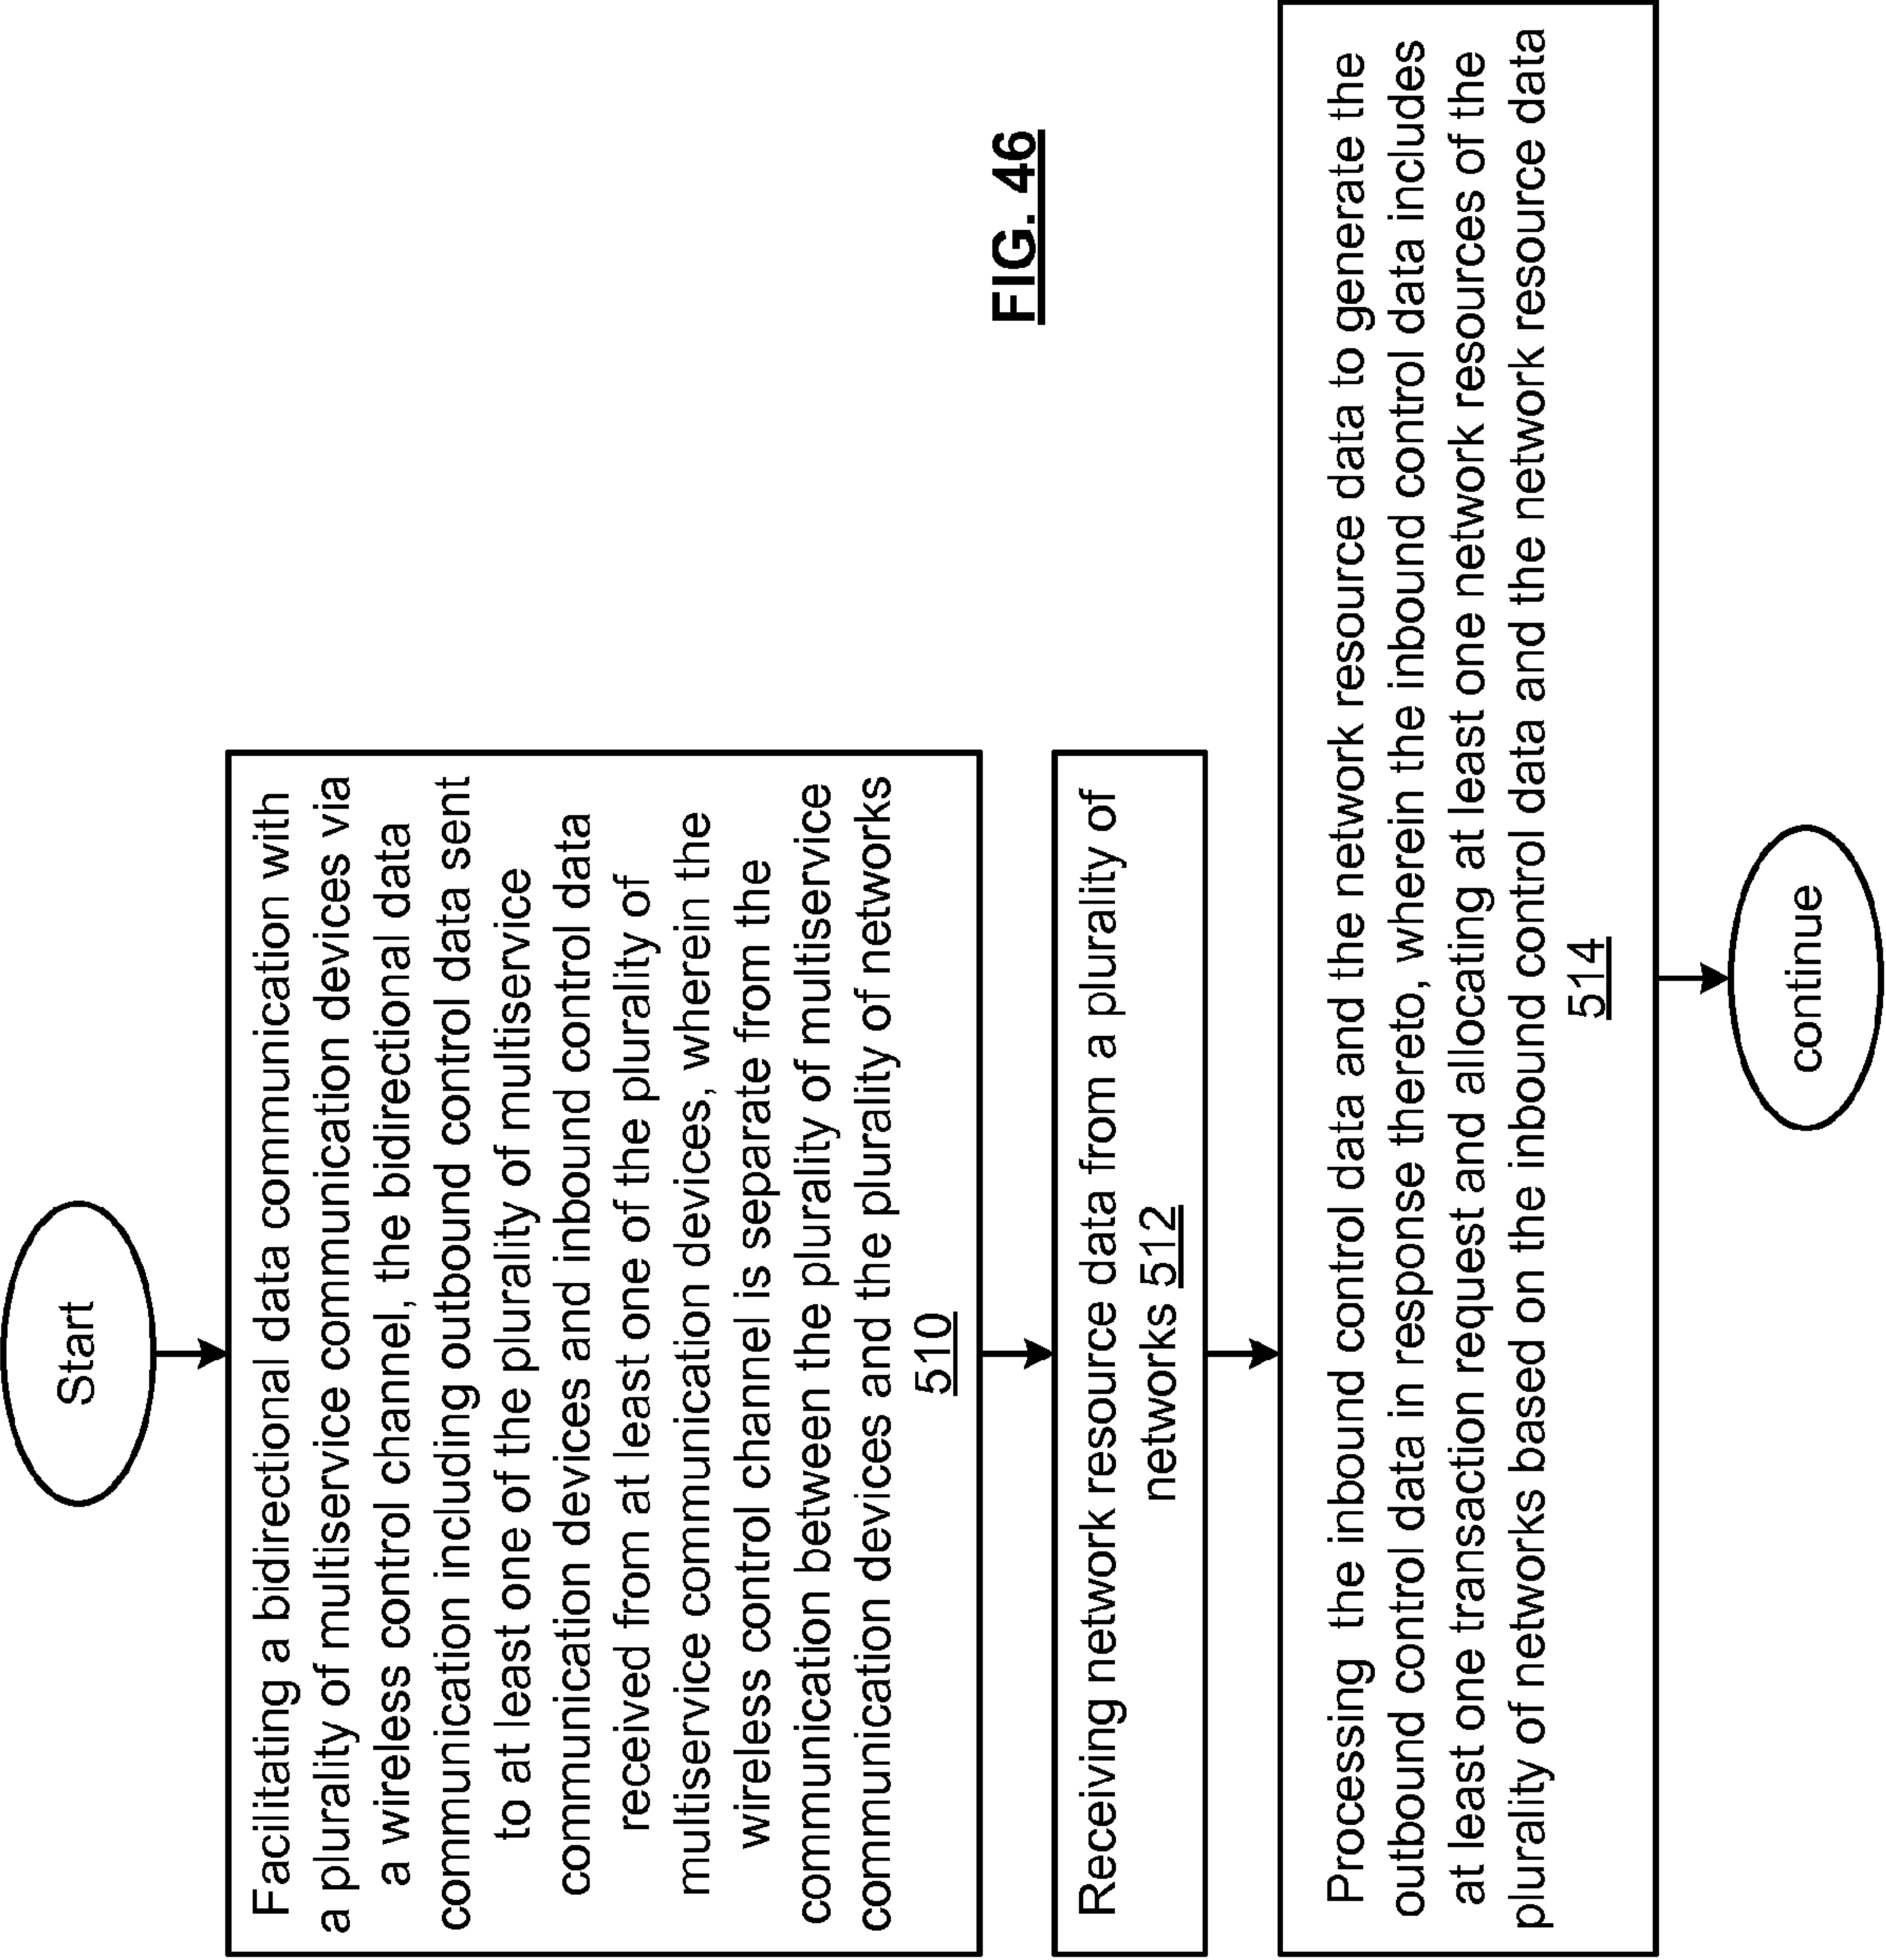 Start
Facilitating a bidirectional data communication with
a plurality of multiservice communication devices via
a wireless control channel, the bidirectional data
communication including outbound control data sent
to at least one of the plurality of multiservice
communication devices and inbound control data
received from at least one of the plurality of
multiservice communication devices, wherein the
wireless control channel is separate from the
communication between the plurality of multiservice
communication devices and the plurality of networks
510
Receiving network resource data from a plurality of
networks 512
Processing the inbound control data and the network resource data to generate the
outbound control data in response thereto, wherein the inbound control data includes
at least one transaction request and allocating at least one network resources of the
plurality of networks based on the inbound control data and the network resource data
514
continue
FIG. 46